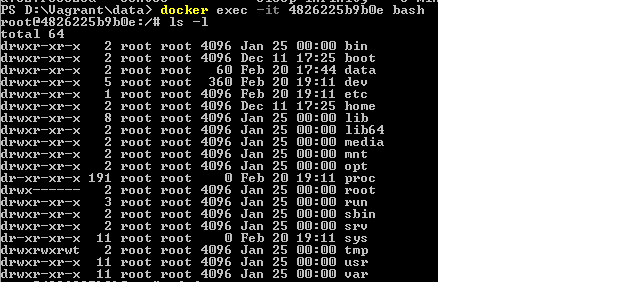 PS D:\Vagrant\data> docker exec -it 4826225b9b0e bash
root@4826225b9b0e:/# ls -l
total 64
drwxr-xr-x   2 root root 4096 Jan 25 00:00 bin
drwxr-xr-x   2 root root 4096 Dec 11 17:25 boot
drwxr-xr-x   2 root root   60 Feb 20 17:44 data
drwxr-xr-x   5 root root  360 Feb 20 19:11 dev
drwxr-xr-x   1 root root 4096 Feb 20 19:11 etc
drwxr-xr-x   2 root root 4096 Dec 11 17:25 home
drwxr-xr-x   8 root root 4096 Jan 25 00:00 lib
drwxr-xr-x   2 root root 4096 Jan 25 00:00 lib64
drwxr-xr-x   2 root root 4096 Jan 25 00:00 media
drwxr-xr-x   2 root root 4096 Jan 25 00:00 mnt
drwxr-xr-x   2 root root 4096 Jan 25 00:00 opt
dr-xr-xr-x 191 root root    0 Feb 20 19:11 proc
drwx------   2 root root 4096 Jan 25 00:00 root
drwxr-xr-x   3 root root 4096 Jan 25 00:00 run
drwxr-xr-x   2 root root 4096 Jan 25 00:00 sbin
drwxr-xr-x   2 root root 4096 Jan 25 00:00 srv
dr-xr-xr-x  11 root root    0 Feb 20 19:11 sys
drwxrwxrwt   2 root root 4096 Jan 25 00:00 tmp
drwxr-xr-x  11 root root 4096 Jan 25 00:00 usr
drwxr-xr-x  11 root root 4096 Jan 25 00:00 var